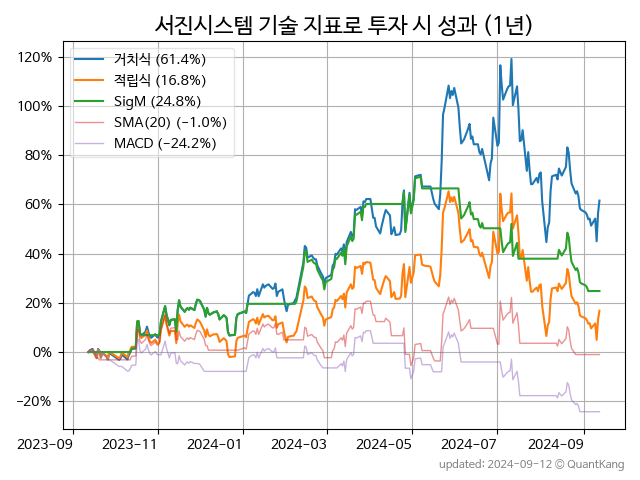 서진시스템 기술 지표로 투자 시 성과 (1년)
거치식 (61.4%)
적립식 (16.8%)
SigM (24.8%)
SMA(20) (−1.0%)
MACD (−24.2%)
120%
100%
80%
60%
40%
20%
0%
−20%
2023-09
2023-11
2024-01
2024-03
2024-05
2024-07
2024-09
updated: 2024-09-12 © QuantKang